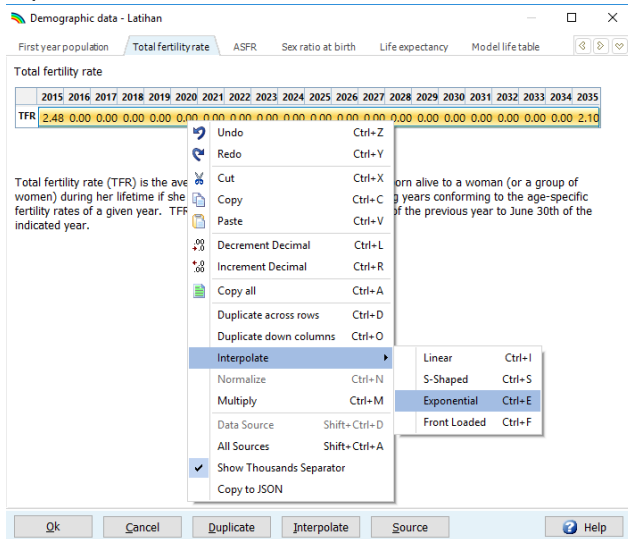 Demographic data - Latihan
First year population Total fertility rate ASFR Sex ratio at birth Life expectancy Model life table
Total fertility rate
2015 2016 2017 2018 2019 2020 2021 2022 2023 2024 2025 2026 2027 2028 2029 2030 2031 2032 2033 2034 2035
TFR 2.48 0.00 0.00 0.00 0.00 0.00 0.00 0.00 0.00 0.00 0.00 0.00 0.00 0.00 0.00 0.00 0.00 0.00 0.00 0.00 2.10
Total fertility rate (TFR) is the ave orn alive to a woman (or a group of
women) during her lifetime if she g years conforming to the age-specific
fertility rates of a given year. TFR of the previous year to June 30th of the
indicated year.
Undo Ctrl+Z
Redo Ctrl+Y
Cut Ctrl+X
Copy Ctrl+C
Paste Ctrl+V
Decrement Decimal Ctrl+L
Increment Decimal Ctrl+R
Copy all Ctrl+A
Duplicate across rows Ctrl+D
Duplicate down columns Ctrl+O
Interpolate
Normalize Ctrl+N
Multiply Ctrl+M
Data Source Shift+Ctrl+D
All Sources Shift+Ctrl+A
Show Thousands Separator
Copy to JSON
Linear Ctrl+I
S-Shaped Ctrl+S
Exponential Ctrl+E
Front Loaded Ctrl+F
Ok Cancel Duplicate Interpolate Source Help